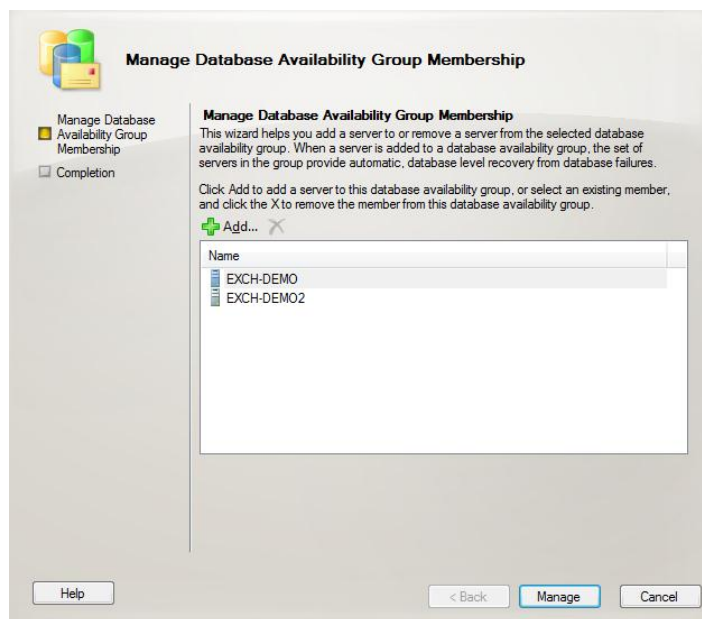 Manage Database Availability Group Membership
Manage Database
Availability Group
Membership
Completion
Manage Database Availability Group Membership
This wizard helps you add a server to or remove a server from the selected database
availability group. When a server is added to a database availability group, the set of
servers in the group provide automatic, database level recovery from database failures.
Click Add to add a server to this database availability group, or select an existing member,
and click the X to remove the member from this database availability group.
Add...
Name
EXCH-DEMO
EXCH-DEMO2
Help
< Back
Manage
Cancel